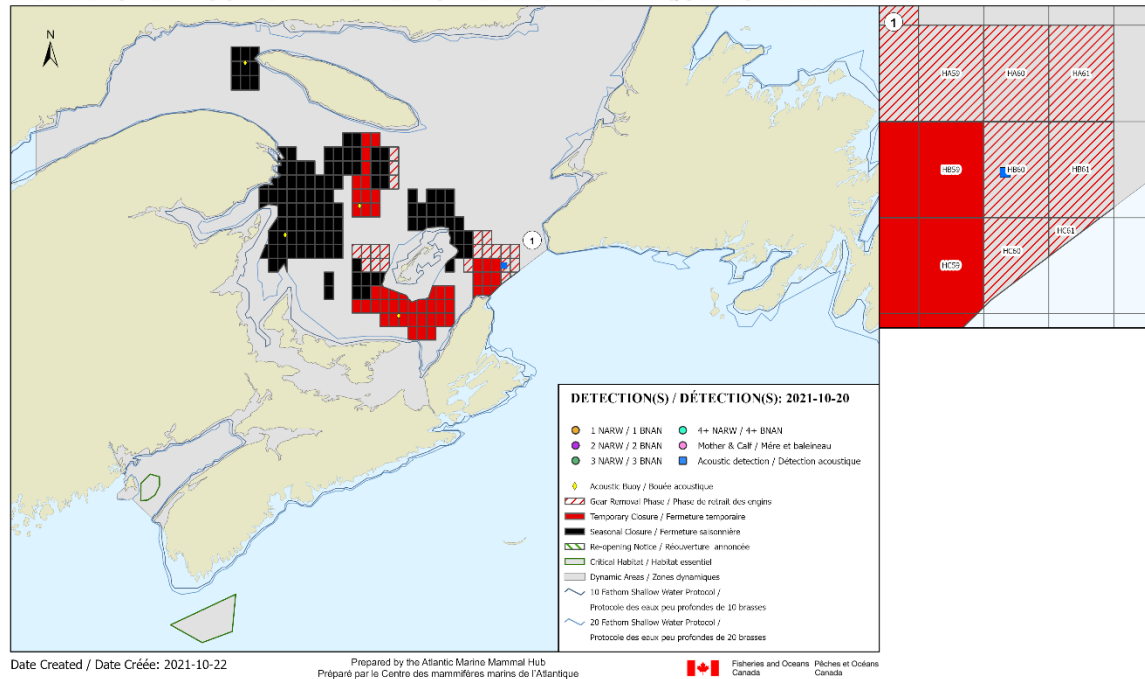 N
1
1
HA59
HA60
HA61
HB59
HB60
HB61
HC59
HC60
HC61
DETECTION(S) / DÉTECTION(S): 2021-10-20
1 NARW / 1 BNAN
4+ NARW / 4+ BNAN
2 NARW / 2 BNAN
Mother & Calf / Mére et baleineau
3 NARW / 3 BNAN
Acoustic detection / Détection acoustique
Acoustic Buoy / Bouée acoustique
Gear Removal Phase / Phase de retrait des engins
Temporary Closure / Fermeture temporaire
Seasonal Closure / Fermeture saisonnière
Re-opening Notice / Réouverture annoncée
Critical Habitat / Habitat essentiel
Dynamic Areas / Zones dynamiques
10 Fathom Shallow Water Protocol /
Protocole des eaux peu profondes de 10 brasses
20 Fathom Shallow Water Protocol /
Protocole des eaux peu profondes de 20 brasses
Date Created / Date Créée: 2021-10-22
Prepared by the Atlantic Marine Mammal Hub
Préparé par le Centre des mammifères marins de l'Atlantique
Fisheries and Oceans Pêches et Océans
Canada Canada